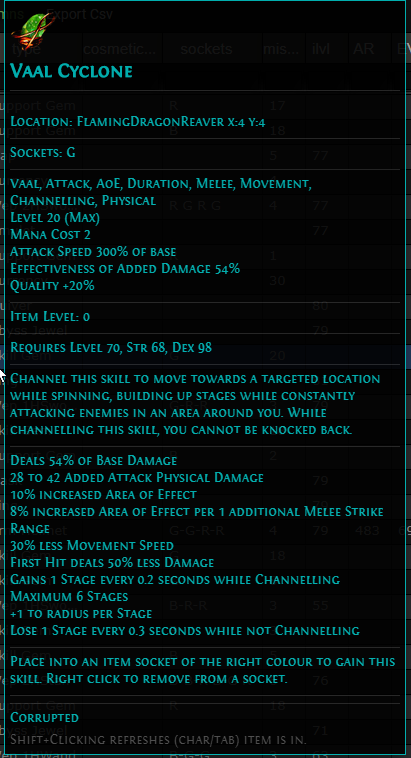 Export Csv
type cosmetic... sockets mis... ilvl AR
Vaal Cyclone
Location: FlamingDragonReaver x:4 y:4
Sockets: G
Vaal, Attack, AoE, Duration, Melee, Movement,
Channelling, Physical
Level 20 (Max)
Mana Cost 2
Attack Speed 300% of base
Effectiveness of Added Damage 54%
Quality +20%
Item Level: 0
Requires Level 70, Str 68, Dex 98
Channel this skill to move towards a targeted location
while spinning, building up stages while constantly
attacking enemies in an area around you. While
channelling this skill, you cannot be knocked back.
Deals 54% of Base Damage
28 to 42 Added Attack Physical Damage
10% increased Area of Effect
8% increased Area of Effect per 1 additional Melee Strike
Range
30% less Movement Speed
First Hit deals 50% less Damage
Gains 1 Stage every 0.2 seconds while Channelling
Maximum 6 Stages
+1 to radius per Stage
Lose 1 Stage every 0.3 seconds while not Channelling
Place into an item socket of the right colour to gain this
skill. Right click to remove from a socket.
Corrupted
Shift+Clicking refreshes (char/tab) item is in.